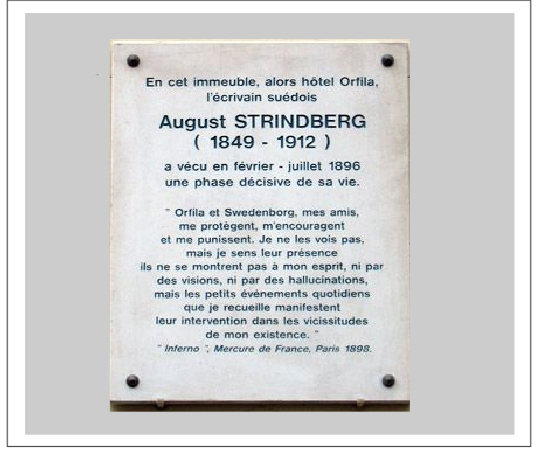 En cet immeuble, alors hôtel Orfila,
l'écrivain suédois
August STRINDBERG
( 1849 - 1912 )
a vécu en février - juillet 1896
une phase décisive de sa vie.
" Orfila et Swedenborg, mes amis,
me protègent, m'encouragent
et me punissent. Je ne les vois pas,
mais je sens leur présence
ils ne se montrent pas à mon esprit, ni par
des visions, ni par des hallucinations,
mais les petits événements quotidiens
que je recueille manifestent
leur intervention dans les vicissitudes
de mon existence. "
" Inferno ", Mercure de France, Paris 1898.